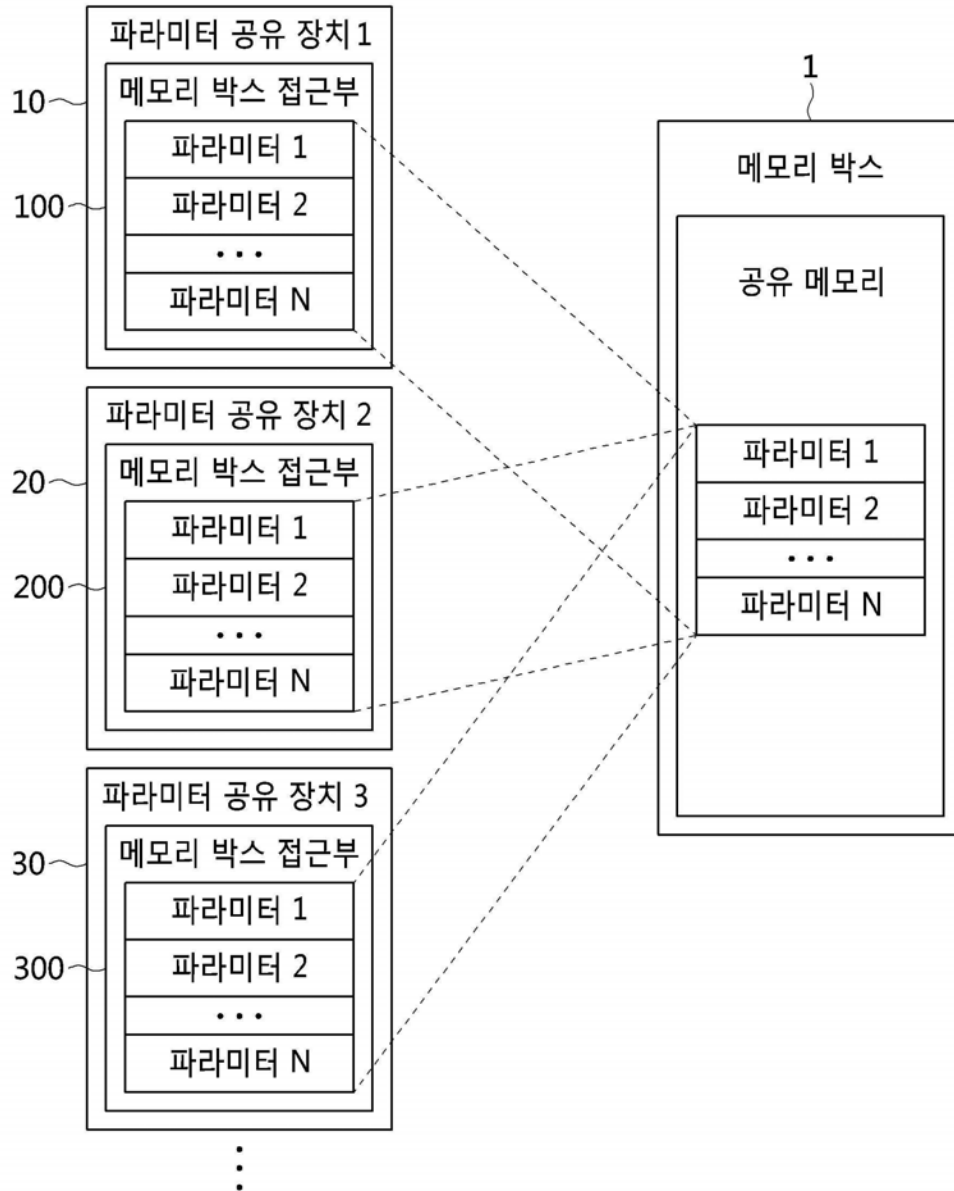 파라미터 공유 장치 1
메모리 박스 접근부
10
파라미터 1
100
파라미터 2
• • •
파라미터 N
파라미터 공유 장치 2
메모리 박스 접근부
20
파라미터 1
200
파라미터 2
• • •
파라미터 N
파라미터 공유 장치 3
메모리 박스 접근부
30
파라미터 1
300
파라미터 2
• • •
파라미터 N
1
메모리 박스
공유 메모리
파라미터 1
파라미터 2
• • •
파라미터 N